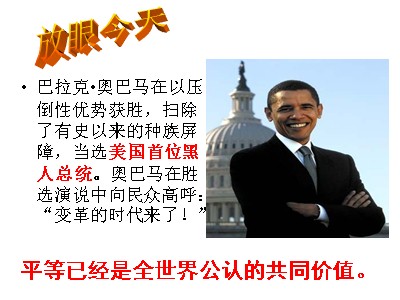 放眼今天
• 巴拉克•奥巴马在以压
倒性优势获胜，扫除
了有史以来的种族屏
障，当选美国首位黑
人总统。奥巴马在胜
选演说中向民众高呼：
“变革的时代来了！”
平等已经是全世界公认的共同价值。